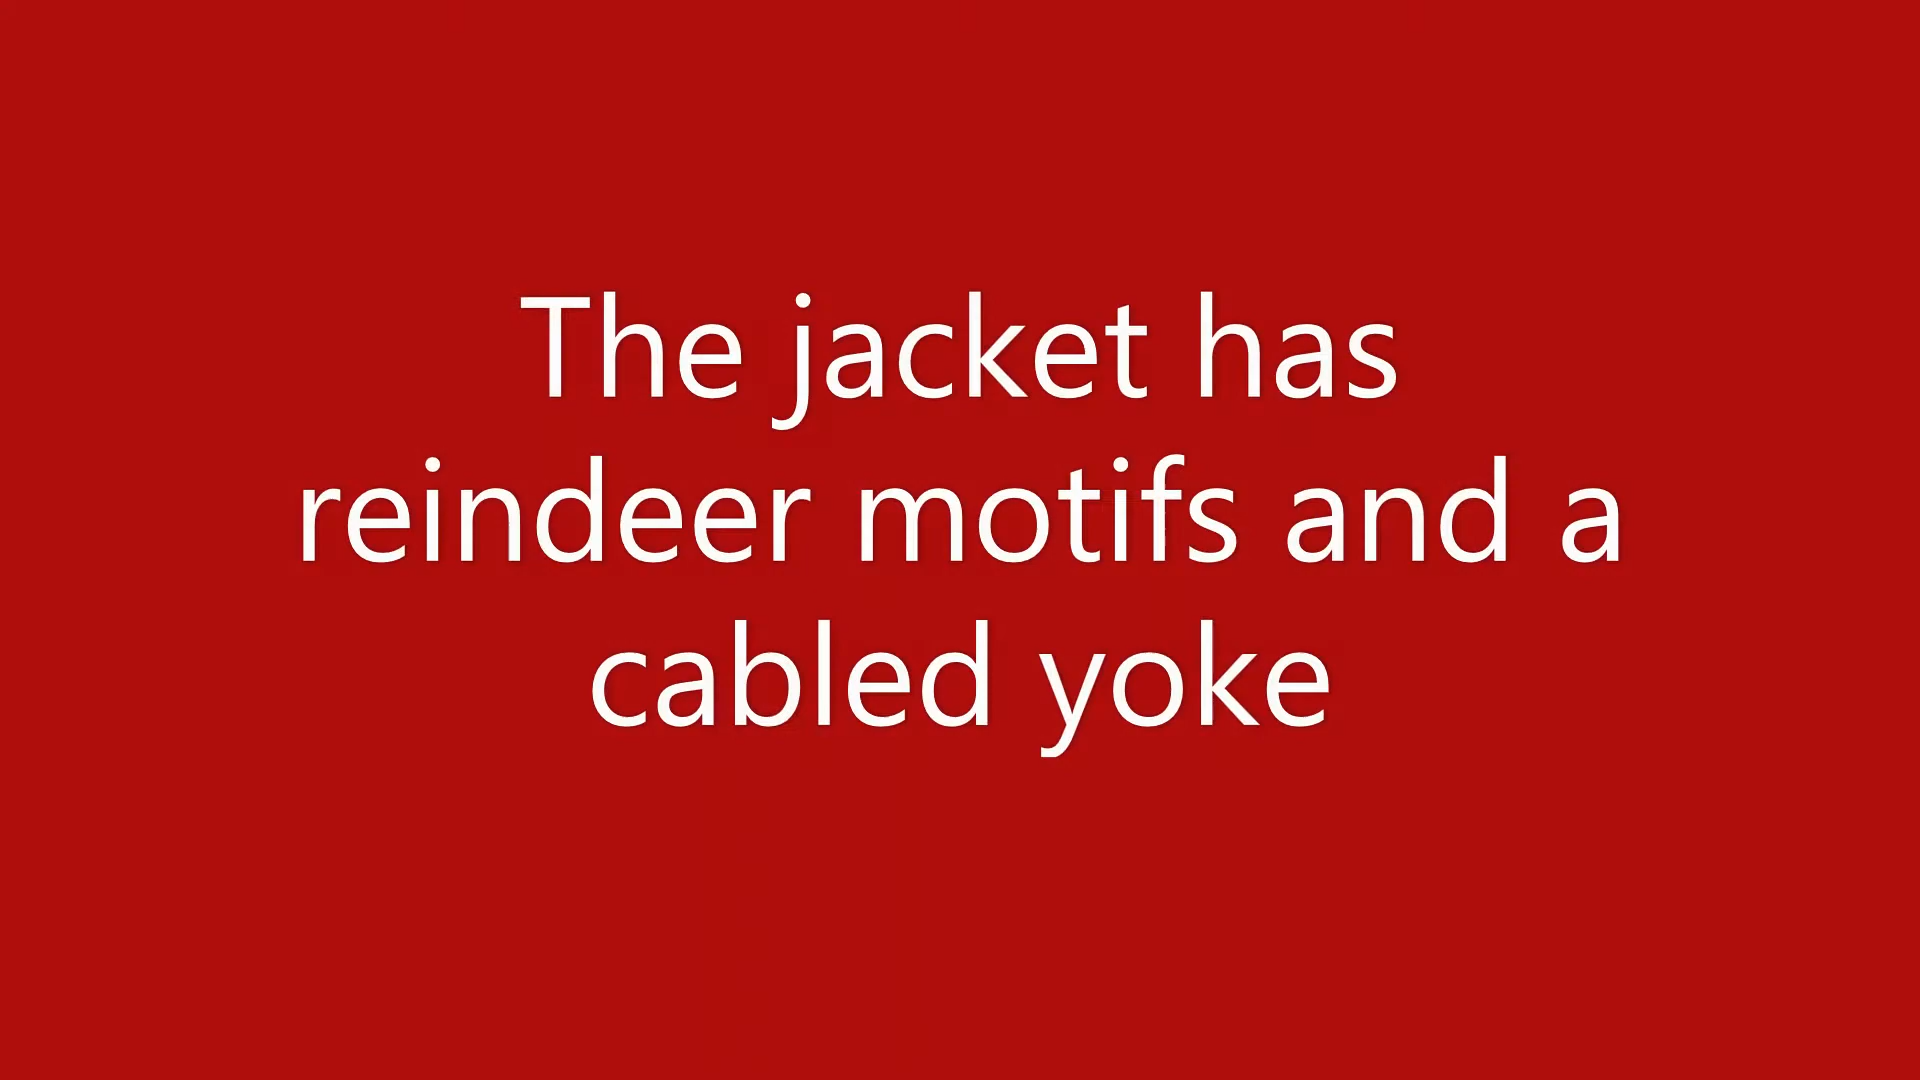 The jacket has
reindeer motifs and a
cabled yoke